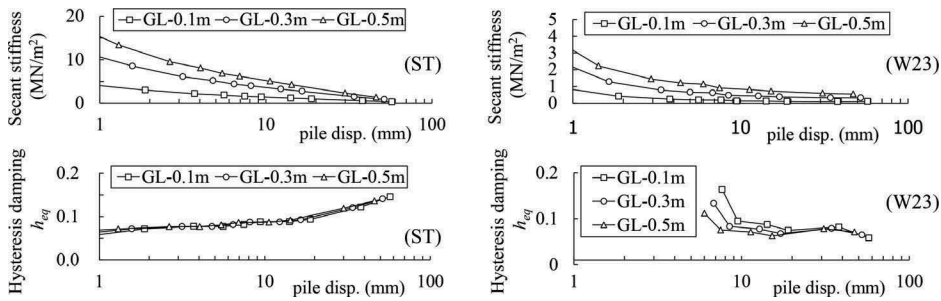 Secant stiffness
(MN/m²)
20
10
0
GL-0.1m GL-0.3m GL-0.5m
(ST)
1 10 100
pile disp. (mm)
Secant stiffness
(MN/m²)
5
4
3
2
1
0
GL-0.1m GL-0.3m GL-0.5m
(W23)
1 10 100
pile disp. (mm)
Hysteresis damping
h_eq
0.2
0.1
0.0
GL-0.1m GL-0.3m GL-0.5m
(ST)
1 10 100
pile disp. (mm)
Hysteresis damping
h_eq
0.2
0.1
0
GL-0.1m
GL-0.3m
GL-0.5m
(W23)
1 10 100
pile disp. (mm)